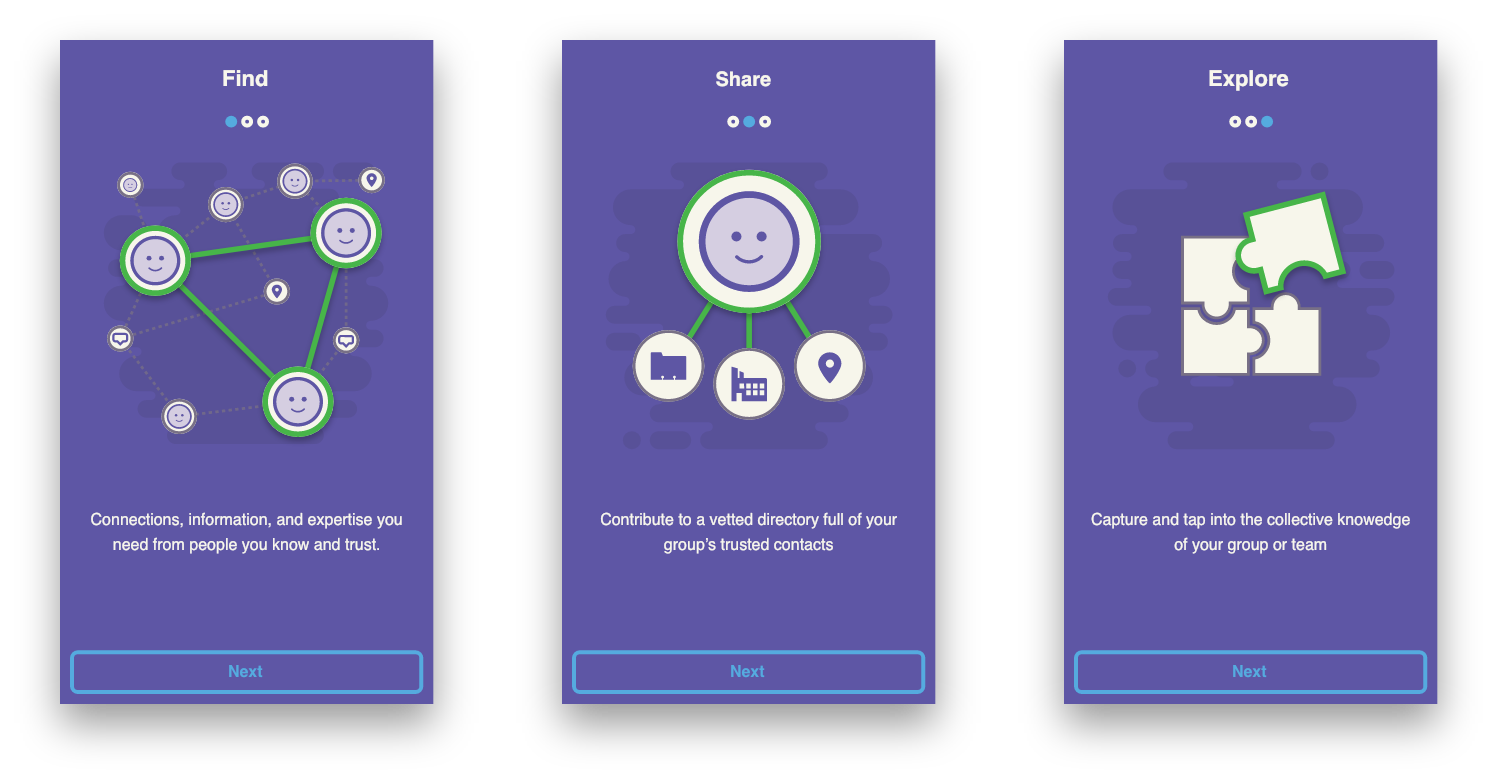 Find
Connections, information, and expertise you
need from people you know and trust.
Next
Share
Contribute to a vetted directory full of your
group's trusted contacts
Next
Explore
Capture and tap into the collective knowedge
of your group or team
Next